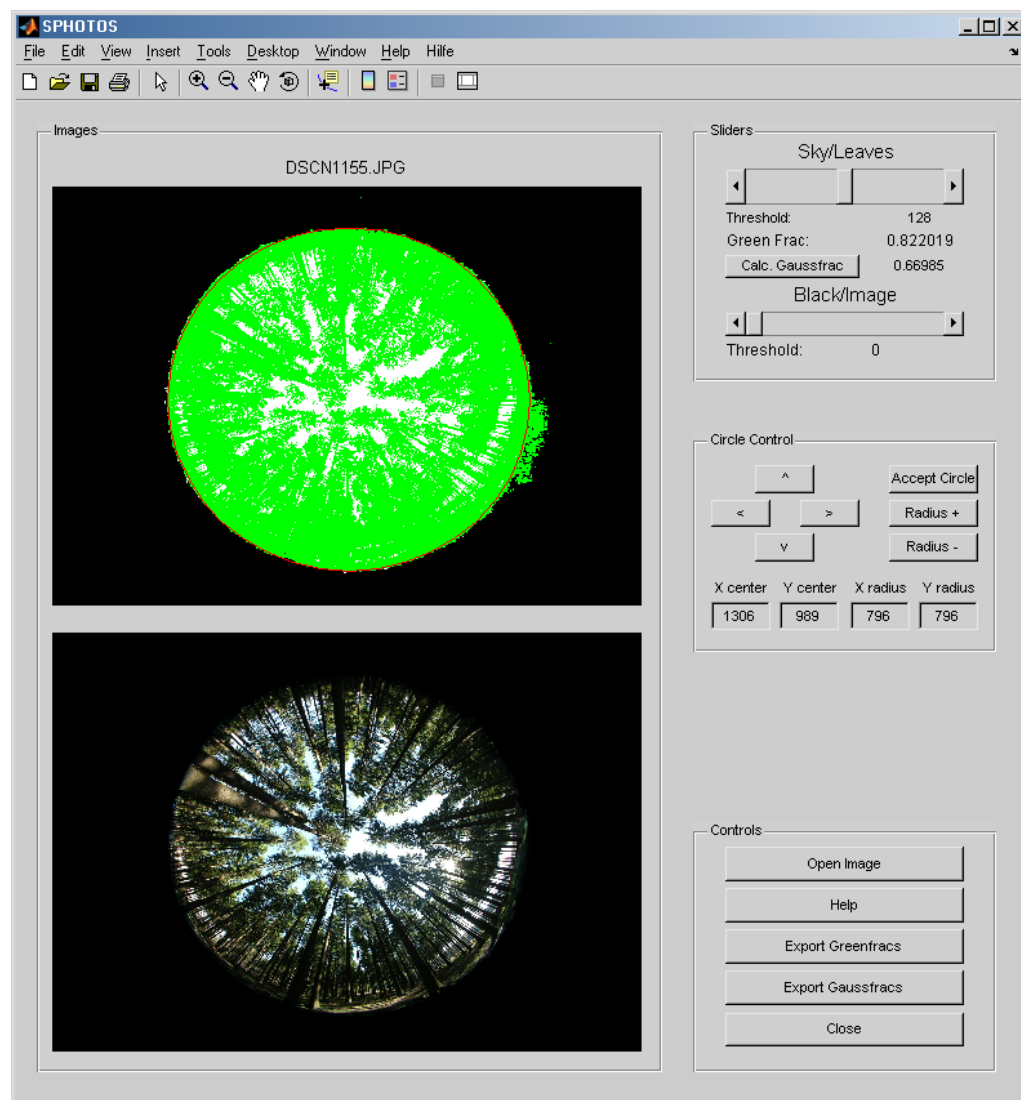 SPHOTOS
File Edit View Insert Tools Desktop Window Help Hilfe
Images
DSCN1155.JPG
Sliders
Sky/Leaves
Threshold: 128
Green Frac: 0.822019
Calc. Gaussfrac 0.66985
Black/Image
Threshold: 0
Circle Control
^ Accept Circle
< > Radius +
v Radius -
X center Y center X radius Y radius
1306 989 796 796
Controls
Open Image
Help
Export Greenfracs
Export Gaussfracs
Close